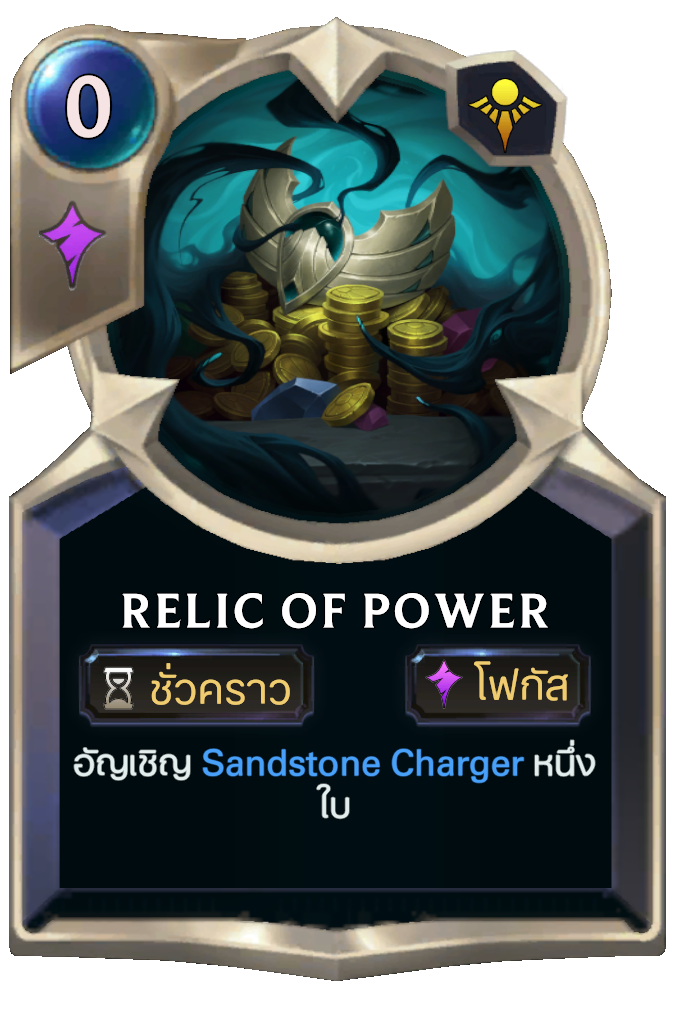 0
RELIC OF POWER
ชั่วคราว
โฟกัส
อัญเชิญ Sandstone Charger หนึ่ง
ใบ